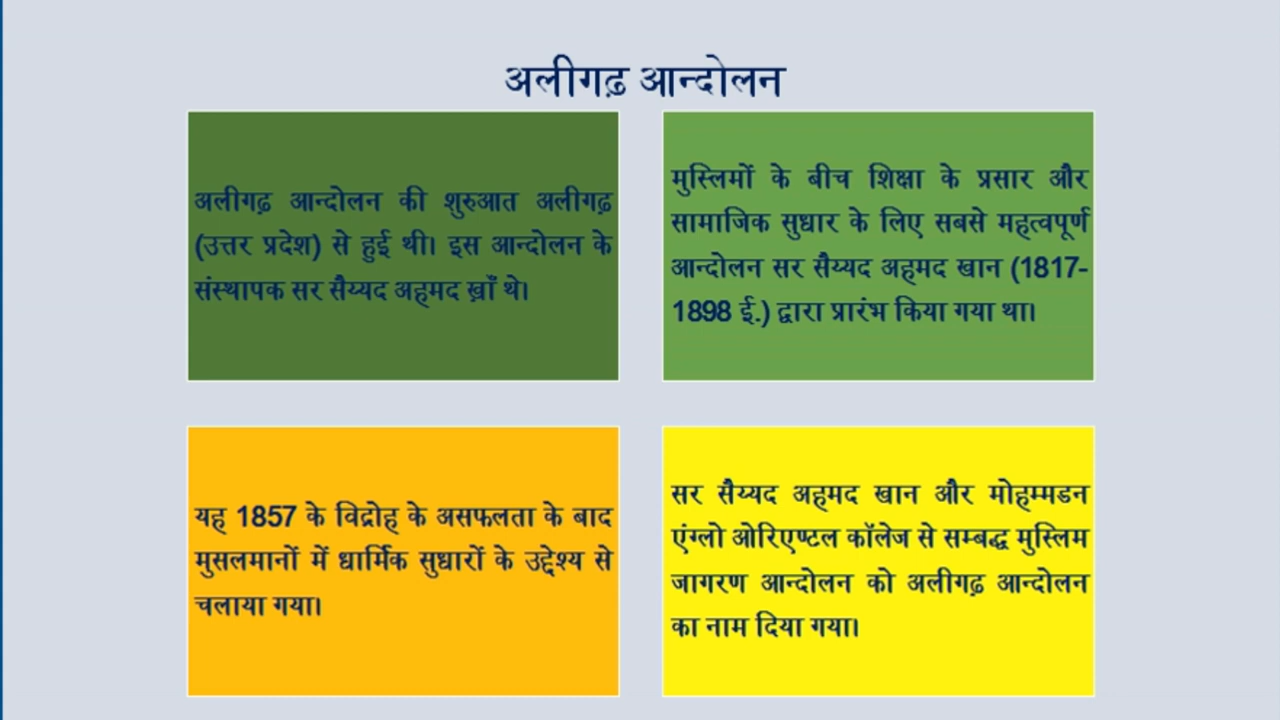 अलीगढ़ आन्दोलन
अलीगढ़ आन्दोलन की शुरुआत अलीगढ़
(उत्तर प्रदेश) से हुई थी। इस आन्दोलन के
संस्थापक सर सैय्यद अहमद ख़ाँ थे।
मुस्लिमों के बीच शिक्षा के प्रसार और
सामाजिक सुधार के लिए सबसे महत्वपूर्ण
आन्दोलन सर सैय्यद अहमद खान (1817-
1898 ई.) द्वारा प्रारंभ किया गया था।
यह 1857 के विद्रोह के असफलता के बाद
मुसलमानों में धार्मिक सुधारों के उद्देश्य से
चलाया गया।
सर सैय्यद अहमद खान और मोहम्मडन
एंग्लो ओरिएण्टल कॉलेज से सम्बद्ध मुस्लिम
जागरण आन्दोलन को अलीगढ़ आन्दोलन
का नाम दिया गया।